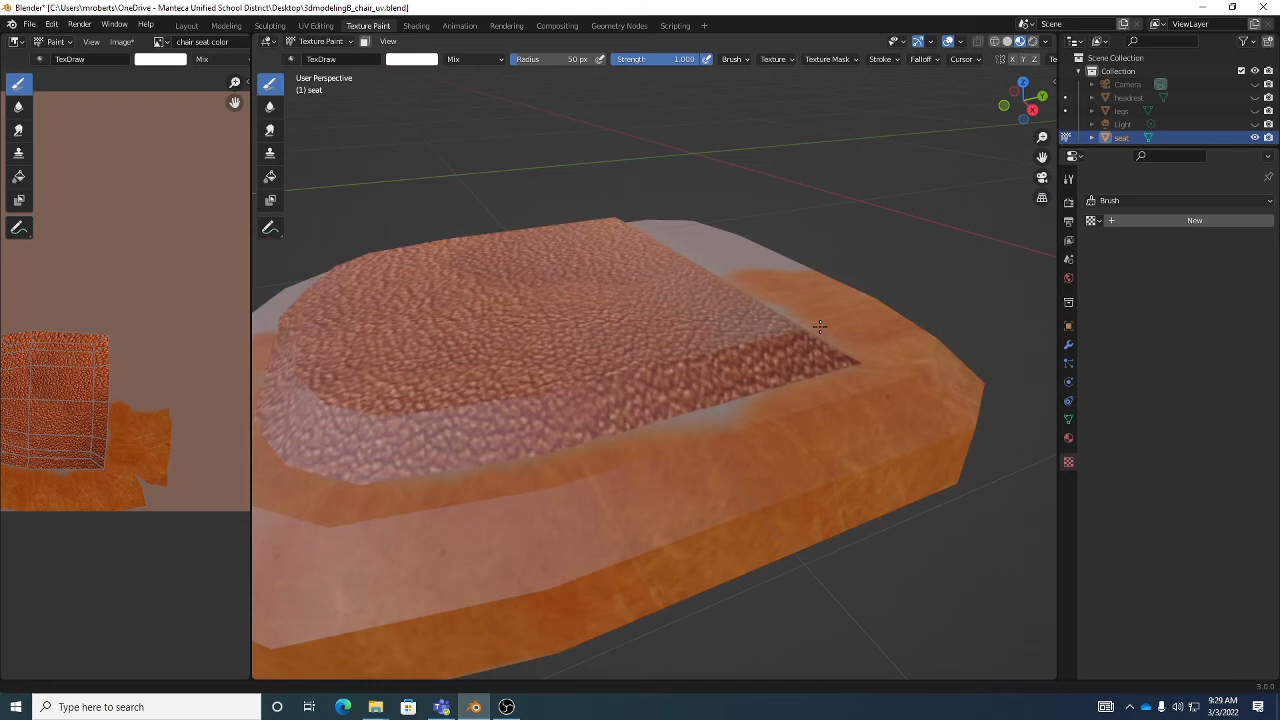 Blender* [C:\Users\mroberts\OneDrive - Manteca Unified School District\Desktop\3dmodeling8_chair_uv.blend]
File Edit Render Window Help Layout Modeling Sculpting UV Editing Texture Paint Shading Animation Rendering Compositing Geometry Nodes Scripting + Scene ViewLayer
Paint View Image* chair seat color Texture Paint View
TexDraw Mix TexDraw Mix Radius 50 px Strength 1.000 Brush Texture Texture Mask Stroke Falloff Cursor X Y Z Te
Scene Collection
Collection
Camera
headrest
legs
Light
seat
User Perspective
(1) seat
Z
Y
X
Brush
+ New
3.0.0
Type here to search
9:29 AM
3/3/2022